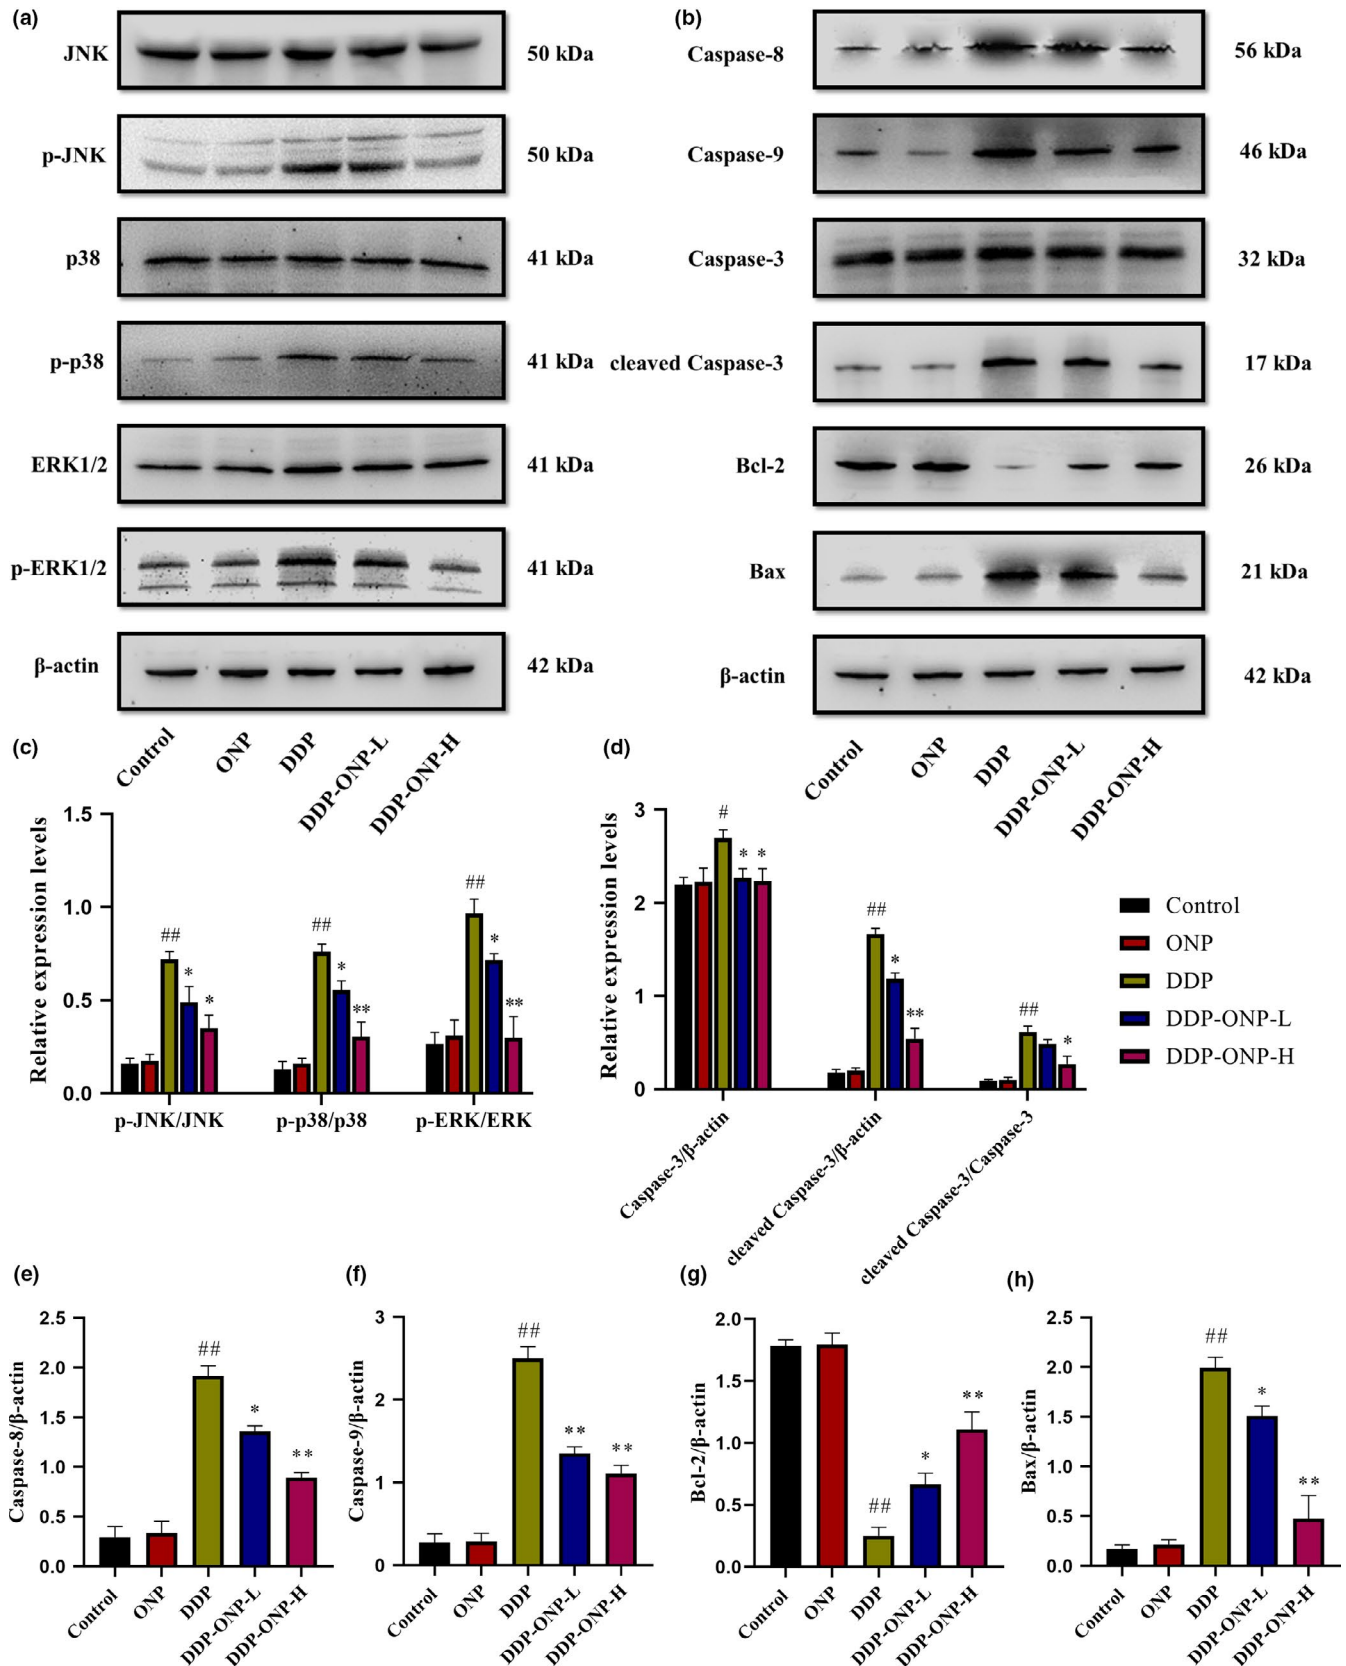 (a)
JNK
50 kDa
p-JNK
50 kDa
p38
41 kDa
p-p38
41 kDa
ERK1/2
41 kDa
p-ERK1/2
41 kDa
β-actin
42 kDa
Control
ONP
DDP
DDP-ONP-L
DDP-ONP-H
(b)
Caspase-8
56 kDa
Caspase-9
46 kDa
Caspase-3
32 kDa
cleaved Caspase-3
17 kDa
Bcl-2
26 kDa
Bax
21 kDa
β-actin
42 kDa
Control
ONP
DDP
DDP-ONP-L
DDP-ONP-H
(c)
Relative expression levels
1.5
1.0
0.5
0.0
##
*
*
##
*
**
##
*
**
p-JNK/JNK
p-p38/p38
p-ERK/ERK
(d)
Relative expression levels
3
2
1
0
#
*
*
##
*
**
##
*
Caspase-3/β-actin
cleaved Caspase-3/β-actin
cleaved Caspase-3/Caspase-3
Control
ONP
DDP
DDP-ONP-L
DDP-ONP-H
(e)
Caspase-8/β-actin
2.5
2.0
1.5
1.0
0.5
0.0
##
*
**
Control
ONP
DDP
DDP-ONP-L
DDP-ONP-H
(f)
Caspase-9/β-actin
3
2
1
0
##
**
**
Control
ONP
DDP
DDP-ONP-L
DDP-ONP-H
(g)
Bcl-2/β-actin
2.0
1.5
1.0
0.5
0.0
##
*
**
Control
ONP
DDP
DDP-ONP-L
DDP-ONP-H
(h)
Bax/β-actin
2.5
2.0
1.5
1.0
0.5
0.0
##
*
**
Control
ONP
DDP
DDP-ONP-L
DDP-ONP-H